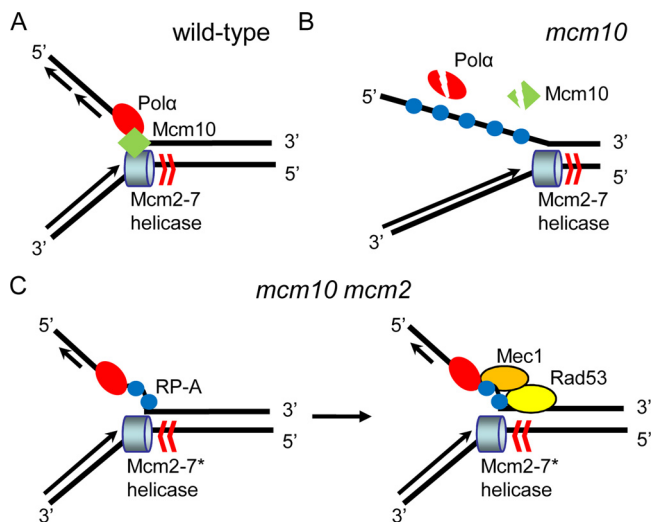 A
wild-type
5’
Polα
Mcm10
3’
5’
Mcm2-7
helicase
3’
B
mcm10
Polα
Mcm10
5’
3’
5’
Mcm2-7
helicase
3’
C
mcm10 mcm2
5’
RP-A
3’
5’
Mcm2-7*
helicase
3’
5’
Mec1
Rad53
3’
5’
Mcm2-7*
helicase
3’